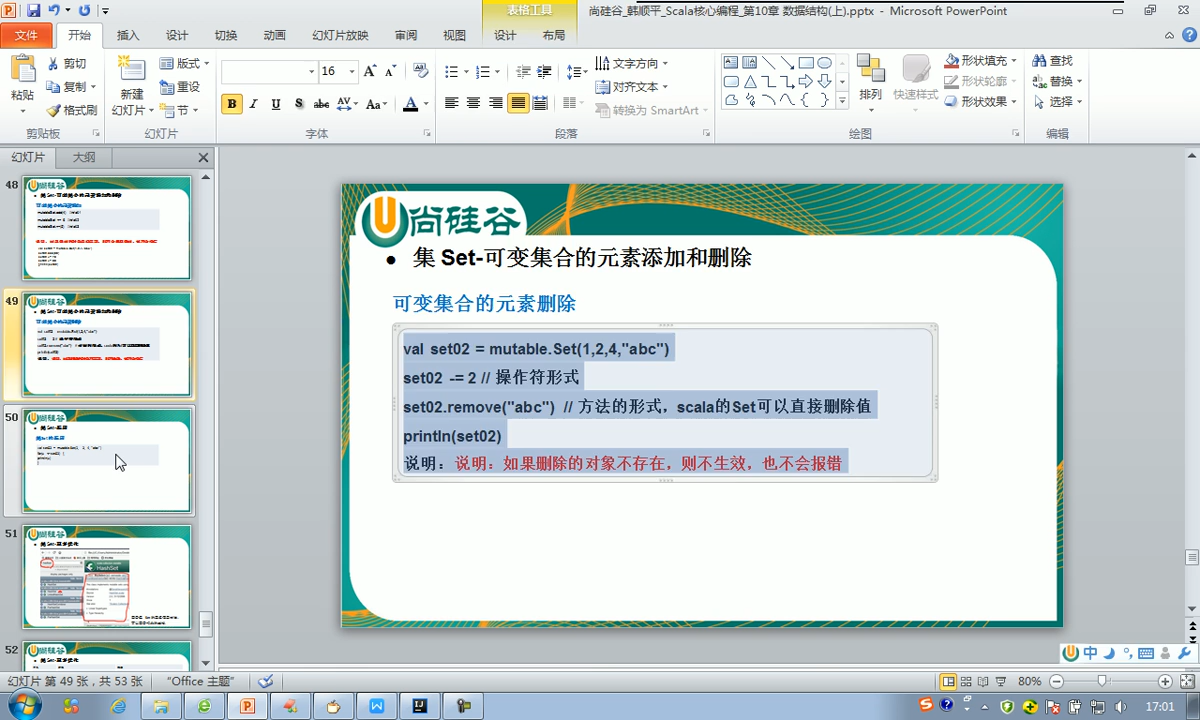 表格工具
尚硅谷_韩顺平_Scala核心编程_第10章 数据结构(上).pptx - Microsoft PowerPoint
文件 开始 插入 设计 切换 动画 幻灯片放映 审阅 视图 设计 布局
粘贴
剪切
复制
格式刷
剪贴板
新建
幻灯片
版式
重设
节
幻灯片
16
B I U S abc AV Aa A
字体
文字方向
对齐文本
转换为 SmartArt
段落
排列
快速样式
形状填充
形状轮廓
形状效果
绘图
查找
替换
选择
编辑
幻灯片 大纲
48
49
50
51
52
尚硅谷
集 Set-可变集合的元素添加和删除
可变集合的元素删除
val set02 = mutable.Set(1,2,4,"abc")
set02 -= 2 // 操作符形式
set02.remove("abc") // 方法的形式，scala的Set可以直接删除值
println(set02)
说明：说明：如果删除的对象不存在，则不生效，也不会报错
中
幻灯片 第 49 张，共 53 张 "Office 主题" 80%
17:01